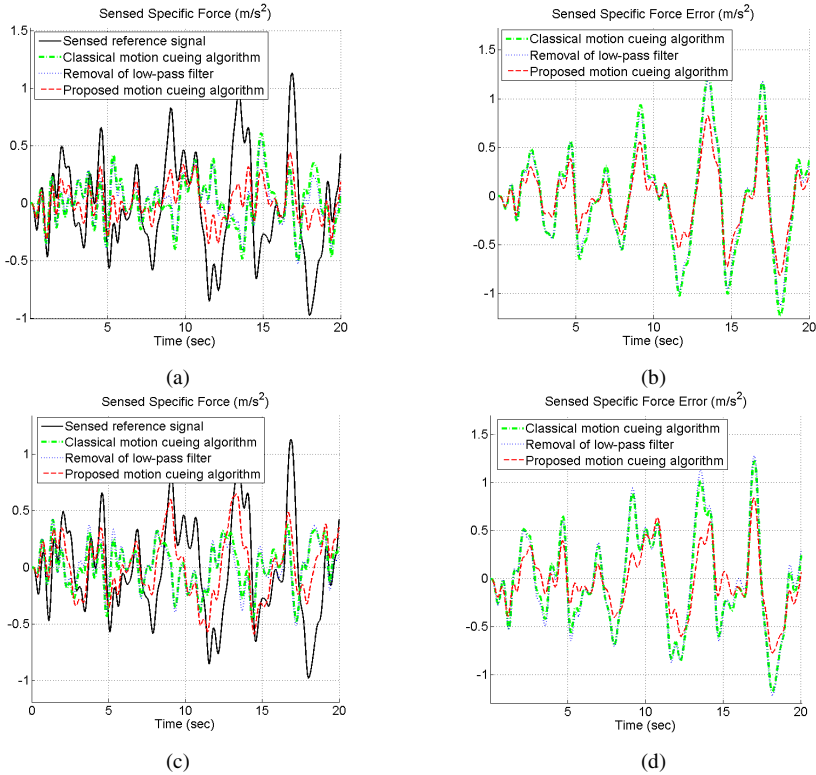 Sensed Specific Force (m/s²)
1.5
1
0.5
0
-0.5
-1
Sensed reference signal
Classical motion cueing algorithm
Removal of low-pass filter
Proposed motion cueing algorithm
5
10
15
20
Time (sec)
(a)
Sensed Specific Force Error (m/s²)
1.5
1
0.5
0
-0.5
-1
Classical motion cueing algorithm
Removal of low-pass filter
Proposed motion cueing algorithm
5
10
15
20
Time (sec)
(b)
Sensed Specific Force (m/s²)
1
0.5
0
-0.5
-1
Sensed reference signal
Classical motion cueing algorithm
Removal of low-pass filter
Proposed motion cueing algorithm
0
5
10
15
20
Time (sec)
(c)
Sensed Specific Force Error (m/s²)
1.5
1
0.5
0
-0.5
-1
Classical motion cueing algorithm
Removal of low-pass filter
Proposed motion cueing algorithm
5
10
15
20
Time (sec)
(d)